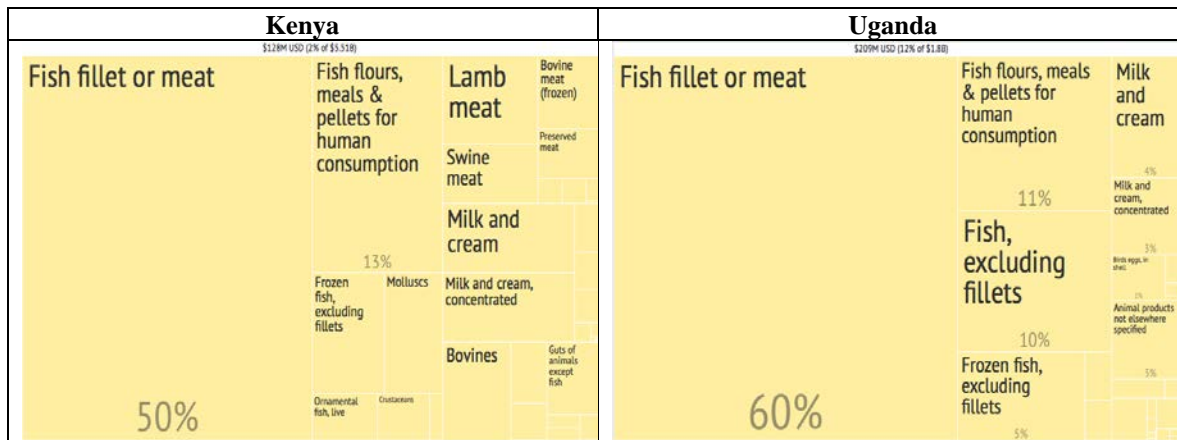 Kenya
Uganda
$128M USD (2% of $5.51B)
Fish fillet or meat
50%
Fish flours,
meals &
pellets for
human
consumption
13%
Frozen
fish,
excluding
fillets
Molluscs
Ornamental
fish, live
Crustaceans
Lamb
meat
Bovine
meat
(frozen)
Preserved
meat
Swine
meat
Milk and
cream
Milk and cream,
concentrated
Bovines
Guts of
animals
except
fish
$209M USD (12% of $1.8B)
Fish fillet or meat
60%
Fish flours, meals
& pellets for
human
consumption
11%
Fish,
excluding
fillets
10%
Frozen fish,
excluding
fillets
5%
Milk
and
cream
4%
Milk and
cream,
concentrated
3%
Birds eggs, in
shell
Animal products
not elsewhere
specified